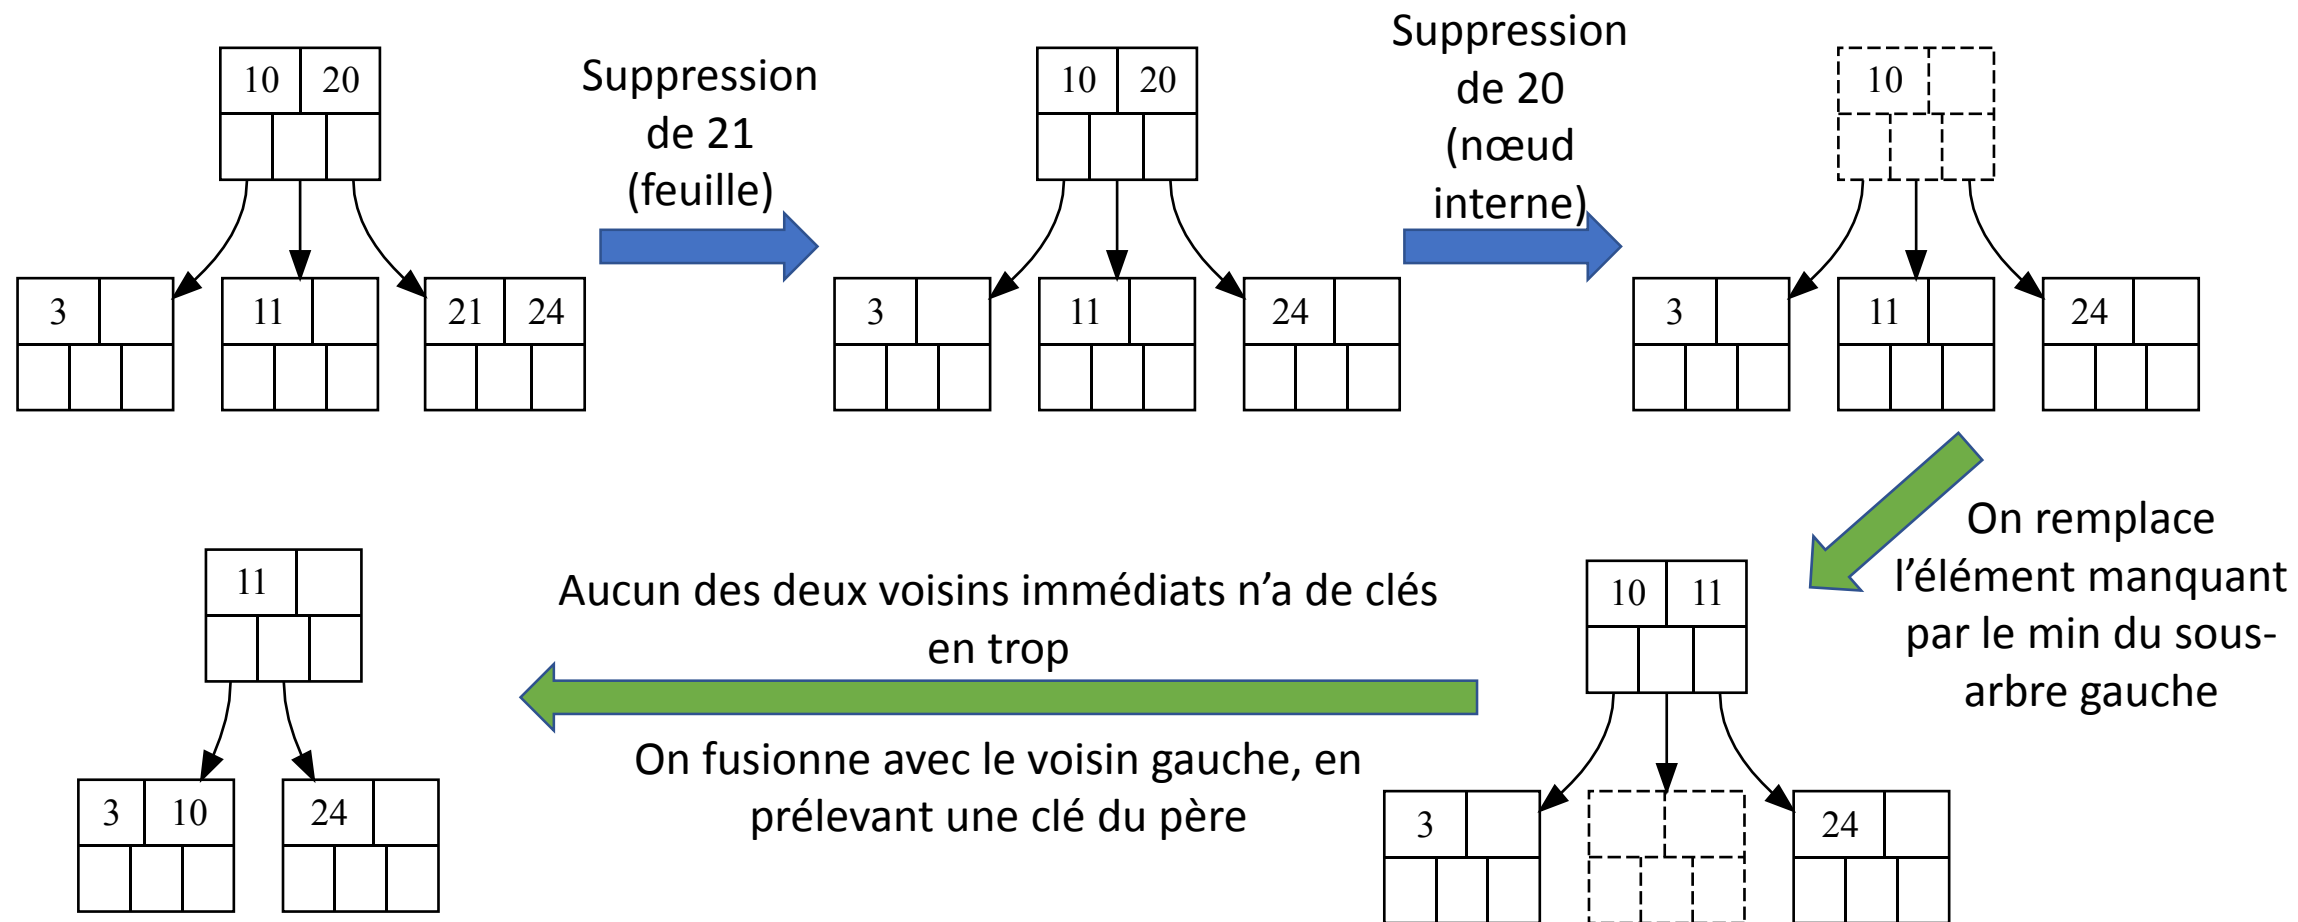 10 20
3
11
21 24
Suppression
de 21
(feuille)
10 20
3
11
24
Suppression
de 20
(nœud
interne)
10
3
11
24
On remplace
l’élément manquant
par le min du sous-
arbre gauche
10 11
3
24
Aucun des deux voisins immédiats n’a de clés
en trop
On fusionne avec le voisin gauche, en
prélevant une clé du père
11
3 10
24